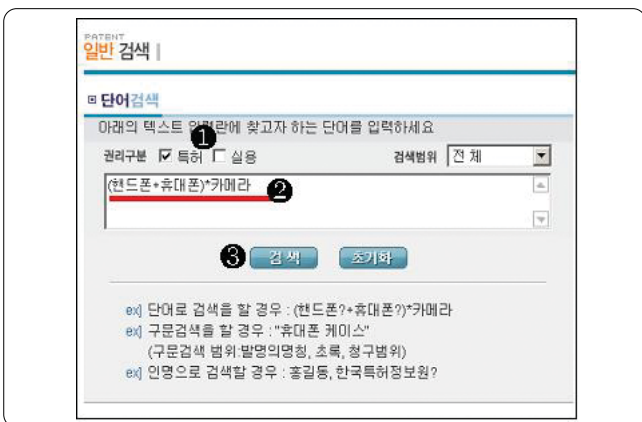 PATENT
일반 검색
단어검색
아래의 텍스트 입력란에 찾고자 하는 단어를 입력하세요
❶
권리구분 특허 실용 검색범위 전 체
(핸드폰+휴대폰)*카메라 ❷
❸ 검 색 초기화
ex) 단어로 검색을 할 경우 : (핸드폰?+휴대폰?)*카메라
ex) 구문검색을 할 경우 : "휴대폰 케이스"
(구문검색 범위:발명의명칭, 초록, 청구범위)
ex) 인명으로 검색할 경우 : 홍길동, 한국특허정보원?